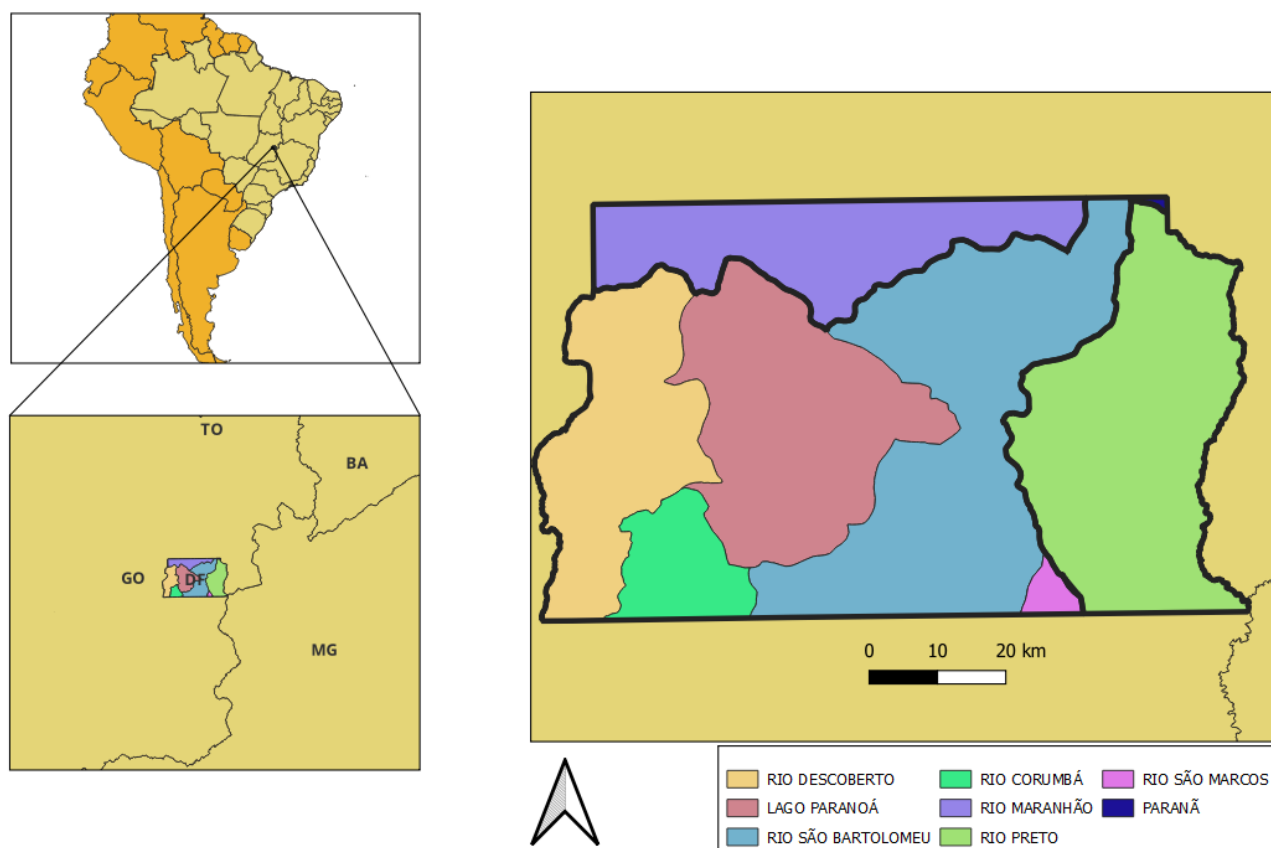 TO
BA
GO
DF
MG
0 10 20 km
RIO DESCOBERTO
LAGO PARANOÁ
RIO SÃO BARTOLOMEU
RIO CORUMBÁ
RIO MARANHÃO
RIO PRETO
RIO SÃO MARCOS
PARANÃ